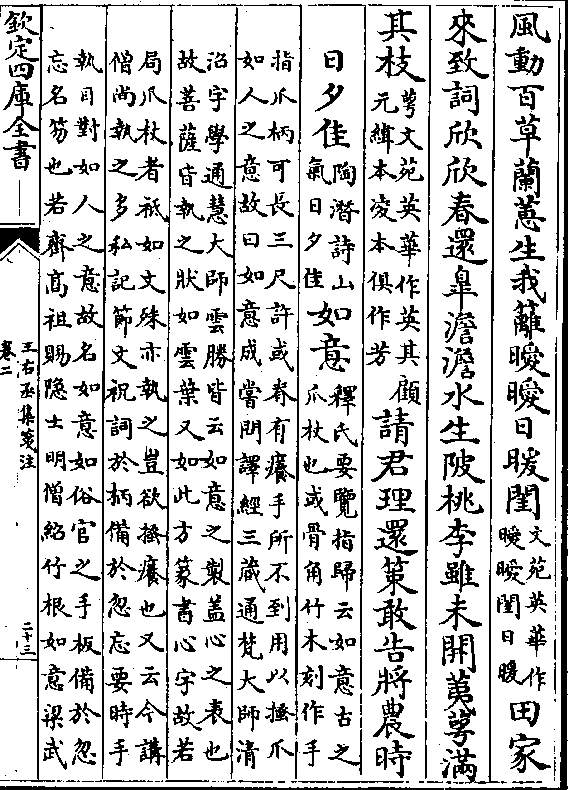 風動百草蘭蕙生我籬曖曖日暖閨
文苑英華作
曖曖閨日暖
田家
來致詞欣欣春還臯澹澹水生陂桃李雖未開荑萼滿
其枝
萼文苑英華作英其顧
元緯本凌本俱作芳
請君理還策敢告將農時
日夕佳
陶潛詩山
氣日夕佳
如意
釋氏要覽指歸云如意古之
爪杖也或骨角竹木刻作手
指爪柄可長三尺許或脊有癢手所不到用以搔爪
如人之意故曰如意成嘗問譯經三藏通梵大師清
沼字學通慧大師雲勝皆云如意之製盖心之表也
故菩薩皆執之狀如雲葉又如此方篆書心字故若
局爪杖者秖如文殊亦執之豈欲搔癢也又云今講
僧尚執之多私記節文祝詞於柄備於忽忘要時手
執目對如人之意故名如意如俗官之手板備於忽
忘名笏也若齊高祖賜隐士明僧紹竹根如意梁武
欽定四庫全書
王右丞集箋注
卷二
二十三